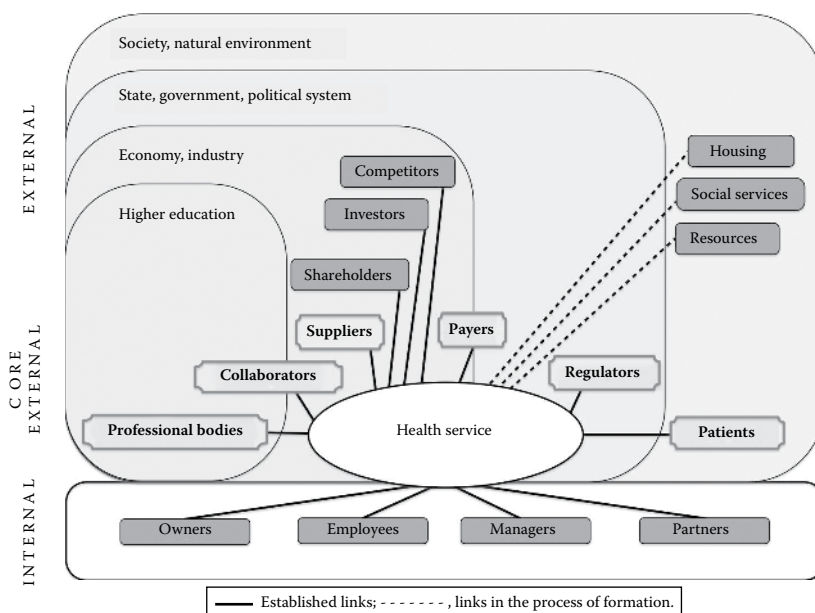 Society, natural environment
State, government, political system
Economy, industry
Higher education
EXTERNAL
Competitors
Investors
Shareholders
Housing
Social services
Resources
CORE
EXTERNAL
Suppliers
Payers
Collaborators
Regulators
Professional bodies
Health service
Patients
INTERNAL
Owners
Employees
Managers
Partners
Established links; - - - - - - - , links in the process of formation.